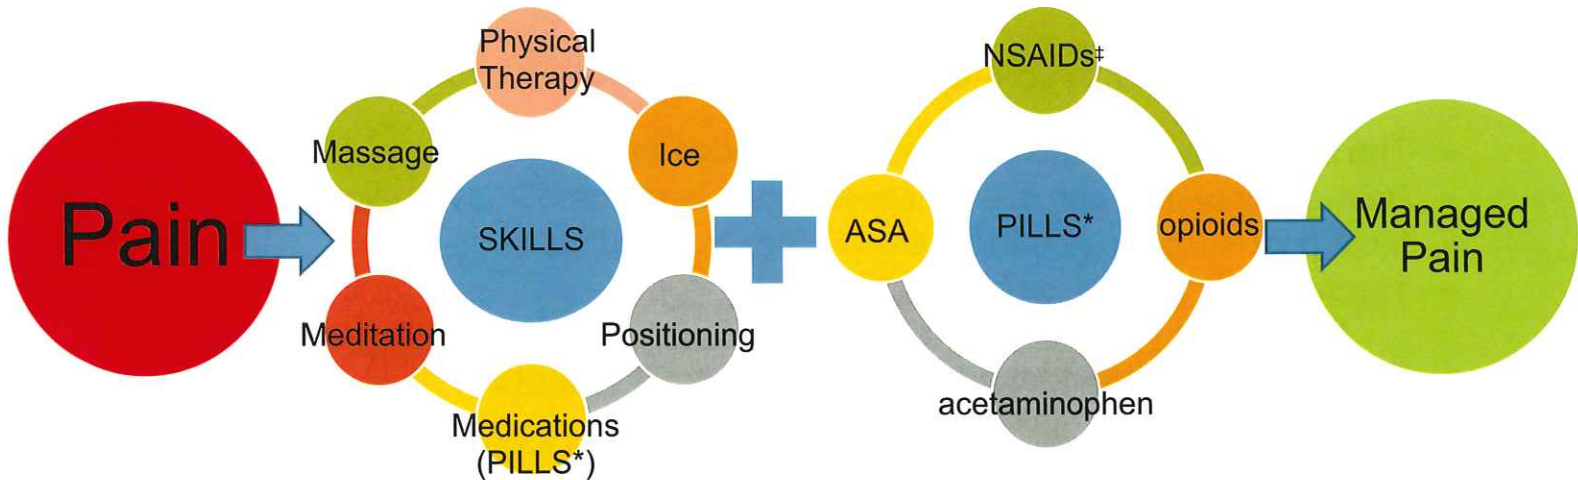 Pain
Physical
Therapy
Massage
Ice
SKILLS
Meditation
Positioning
Medications
(PILLS*)
NSAIDs‡
ASA
PILLS*
opioids
acetaminophen
Managed
Pain